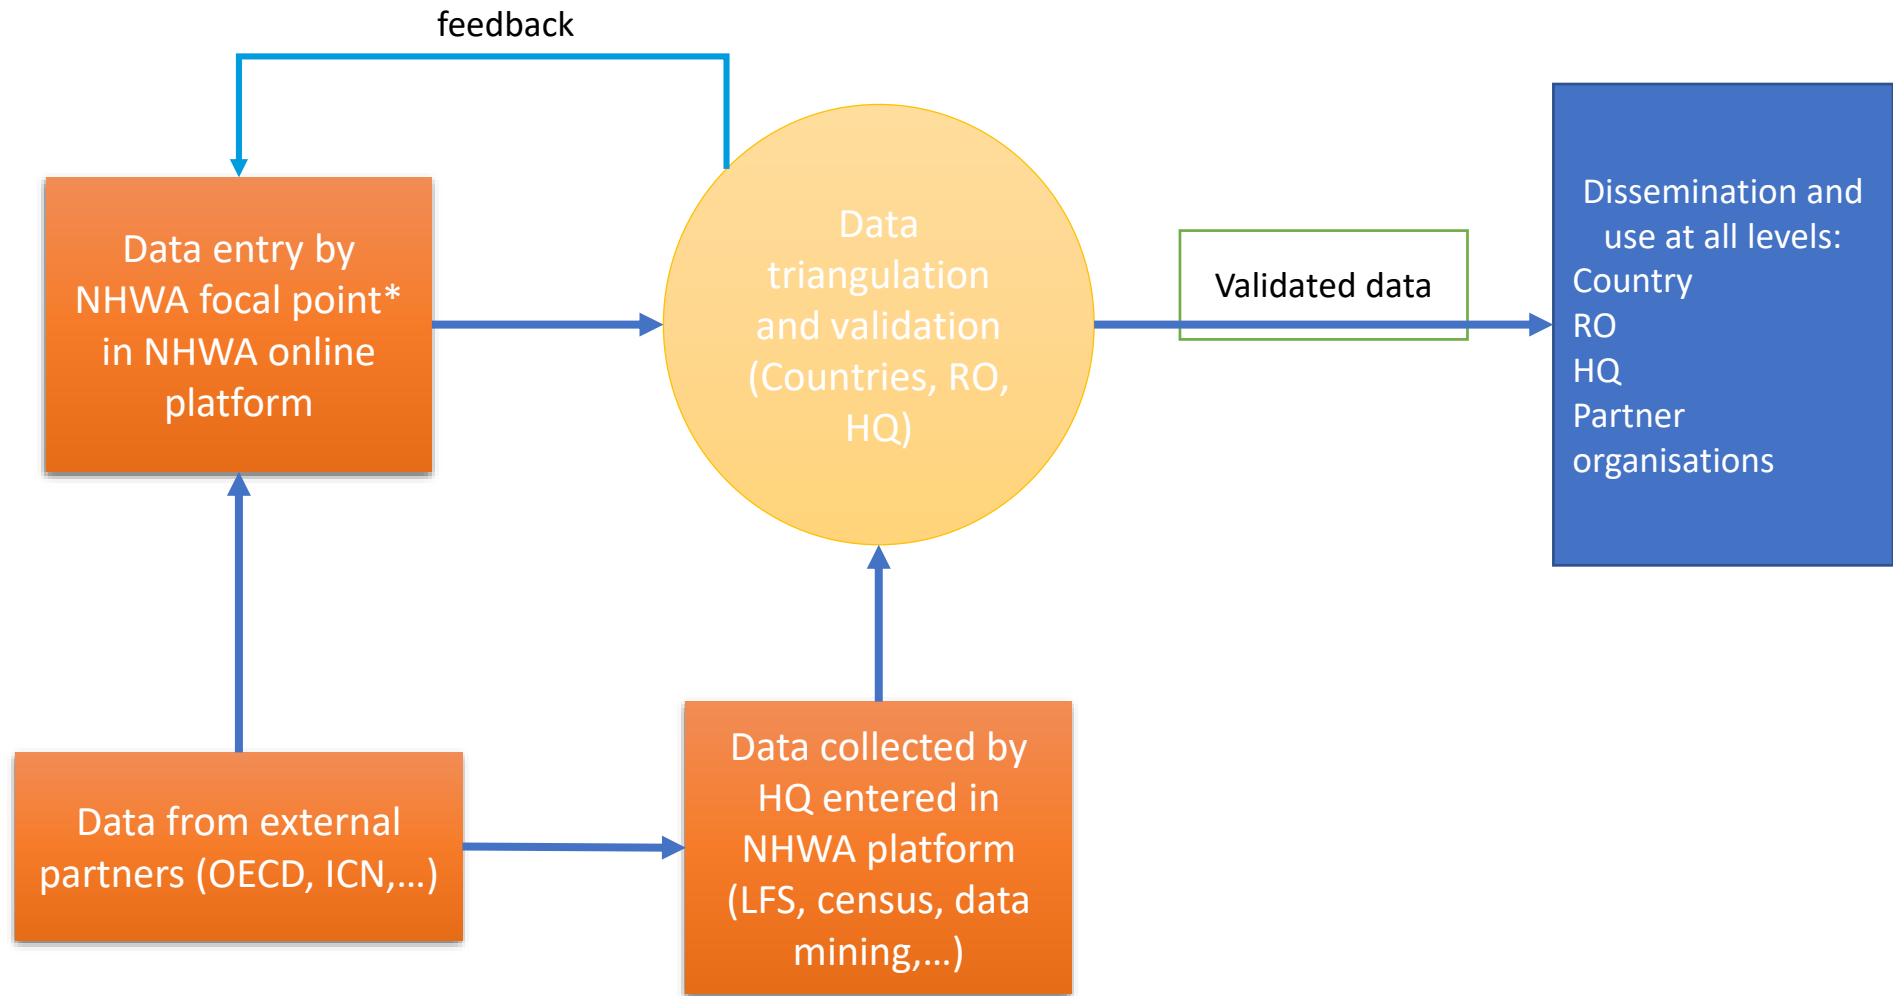 feedback
Data entry by
NHWA focal point*
in NHWA online
platform
Data
triangulation
and validation
(Countries, RO,
HQ)
Validated data
Dissemination and
use at all levels:
Country
RO
HQ
Partner
organisations
Data from external
partners (OECD, ICN,...)
Data collected by
HQ entered in
NHWA platform
(LFS, census, data
mining,...)